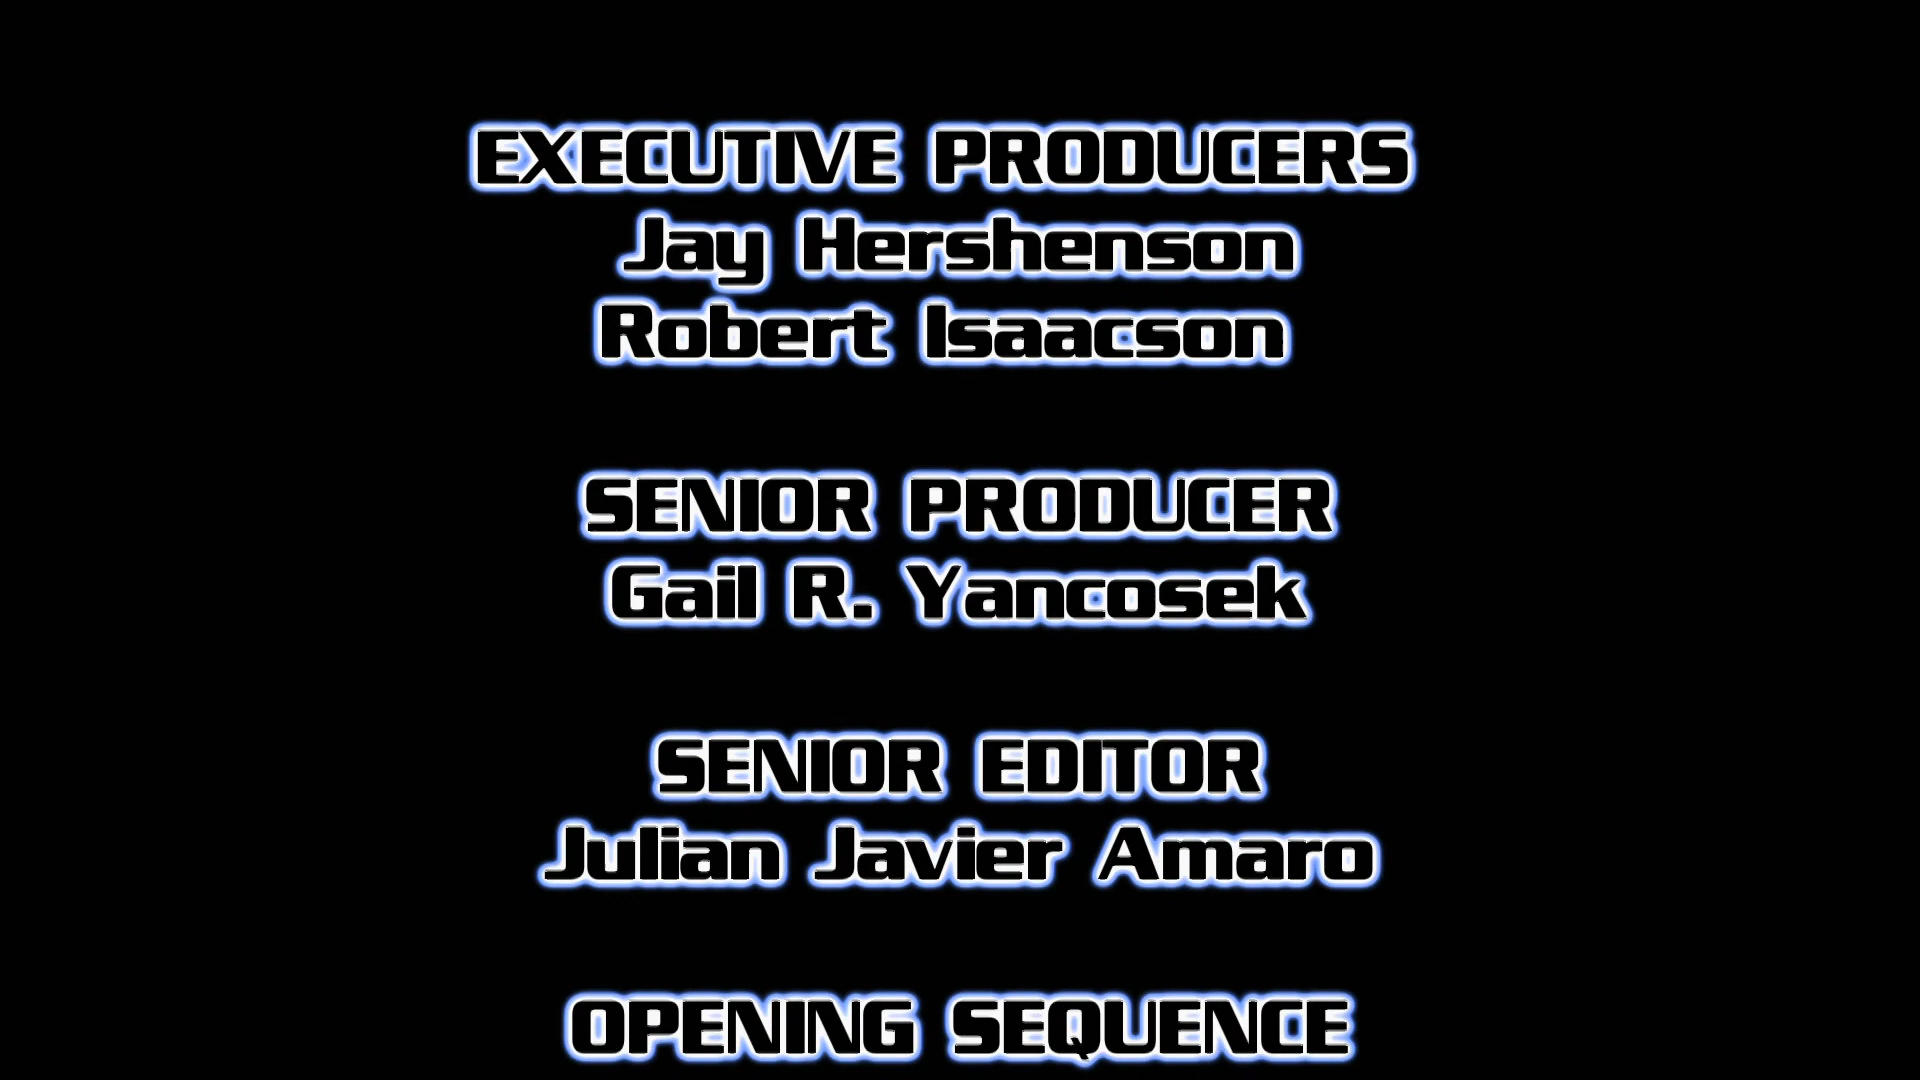 EXECUTIVE PRODUCERS
Jay Hershenson
Robert Isaacson
SENIOR PRODUCER
Gail R. Yancosek
SENIOR EDITOR
Julian Javier Amaro
OPENING SEQUENCE